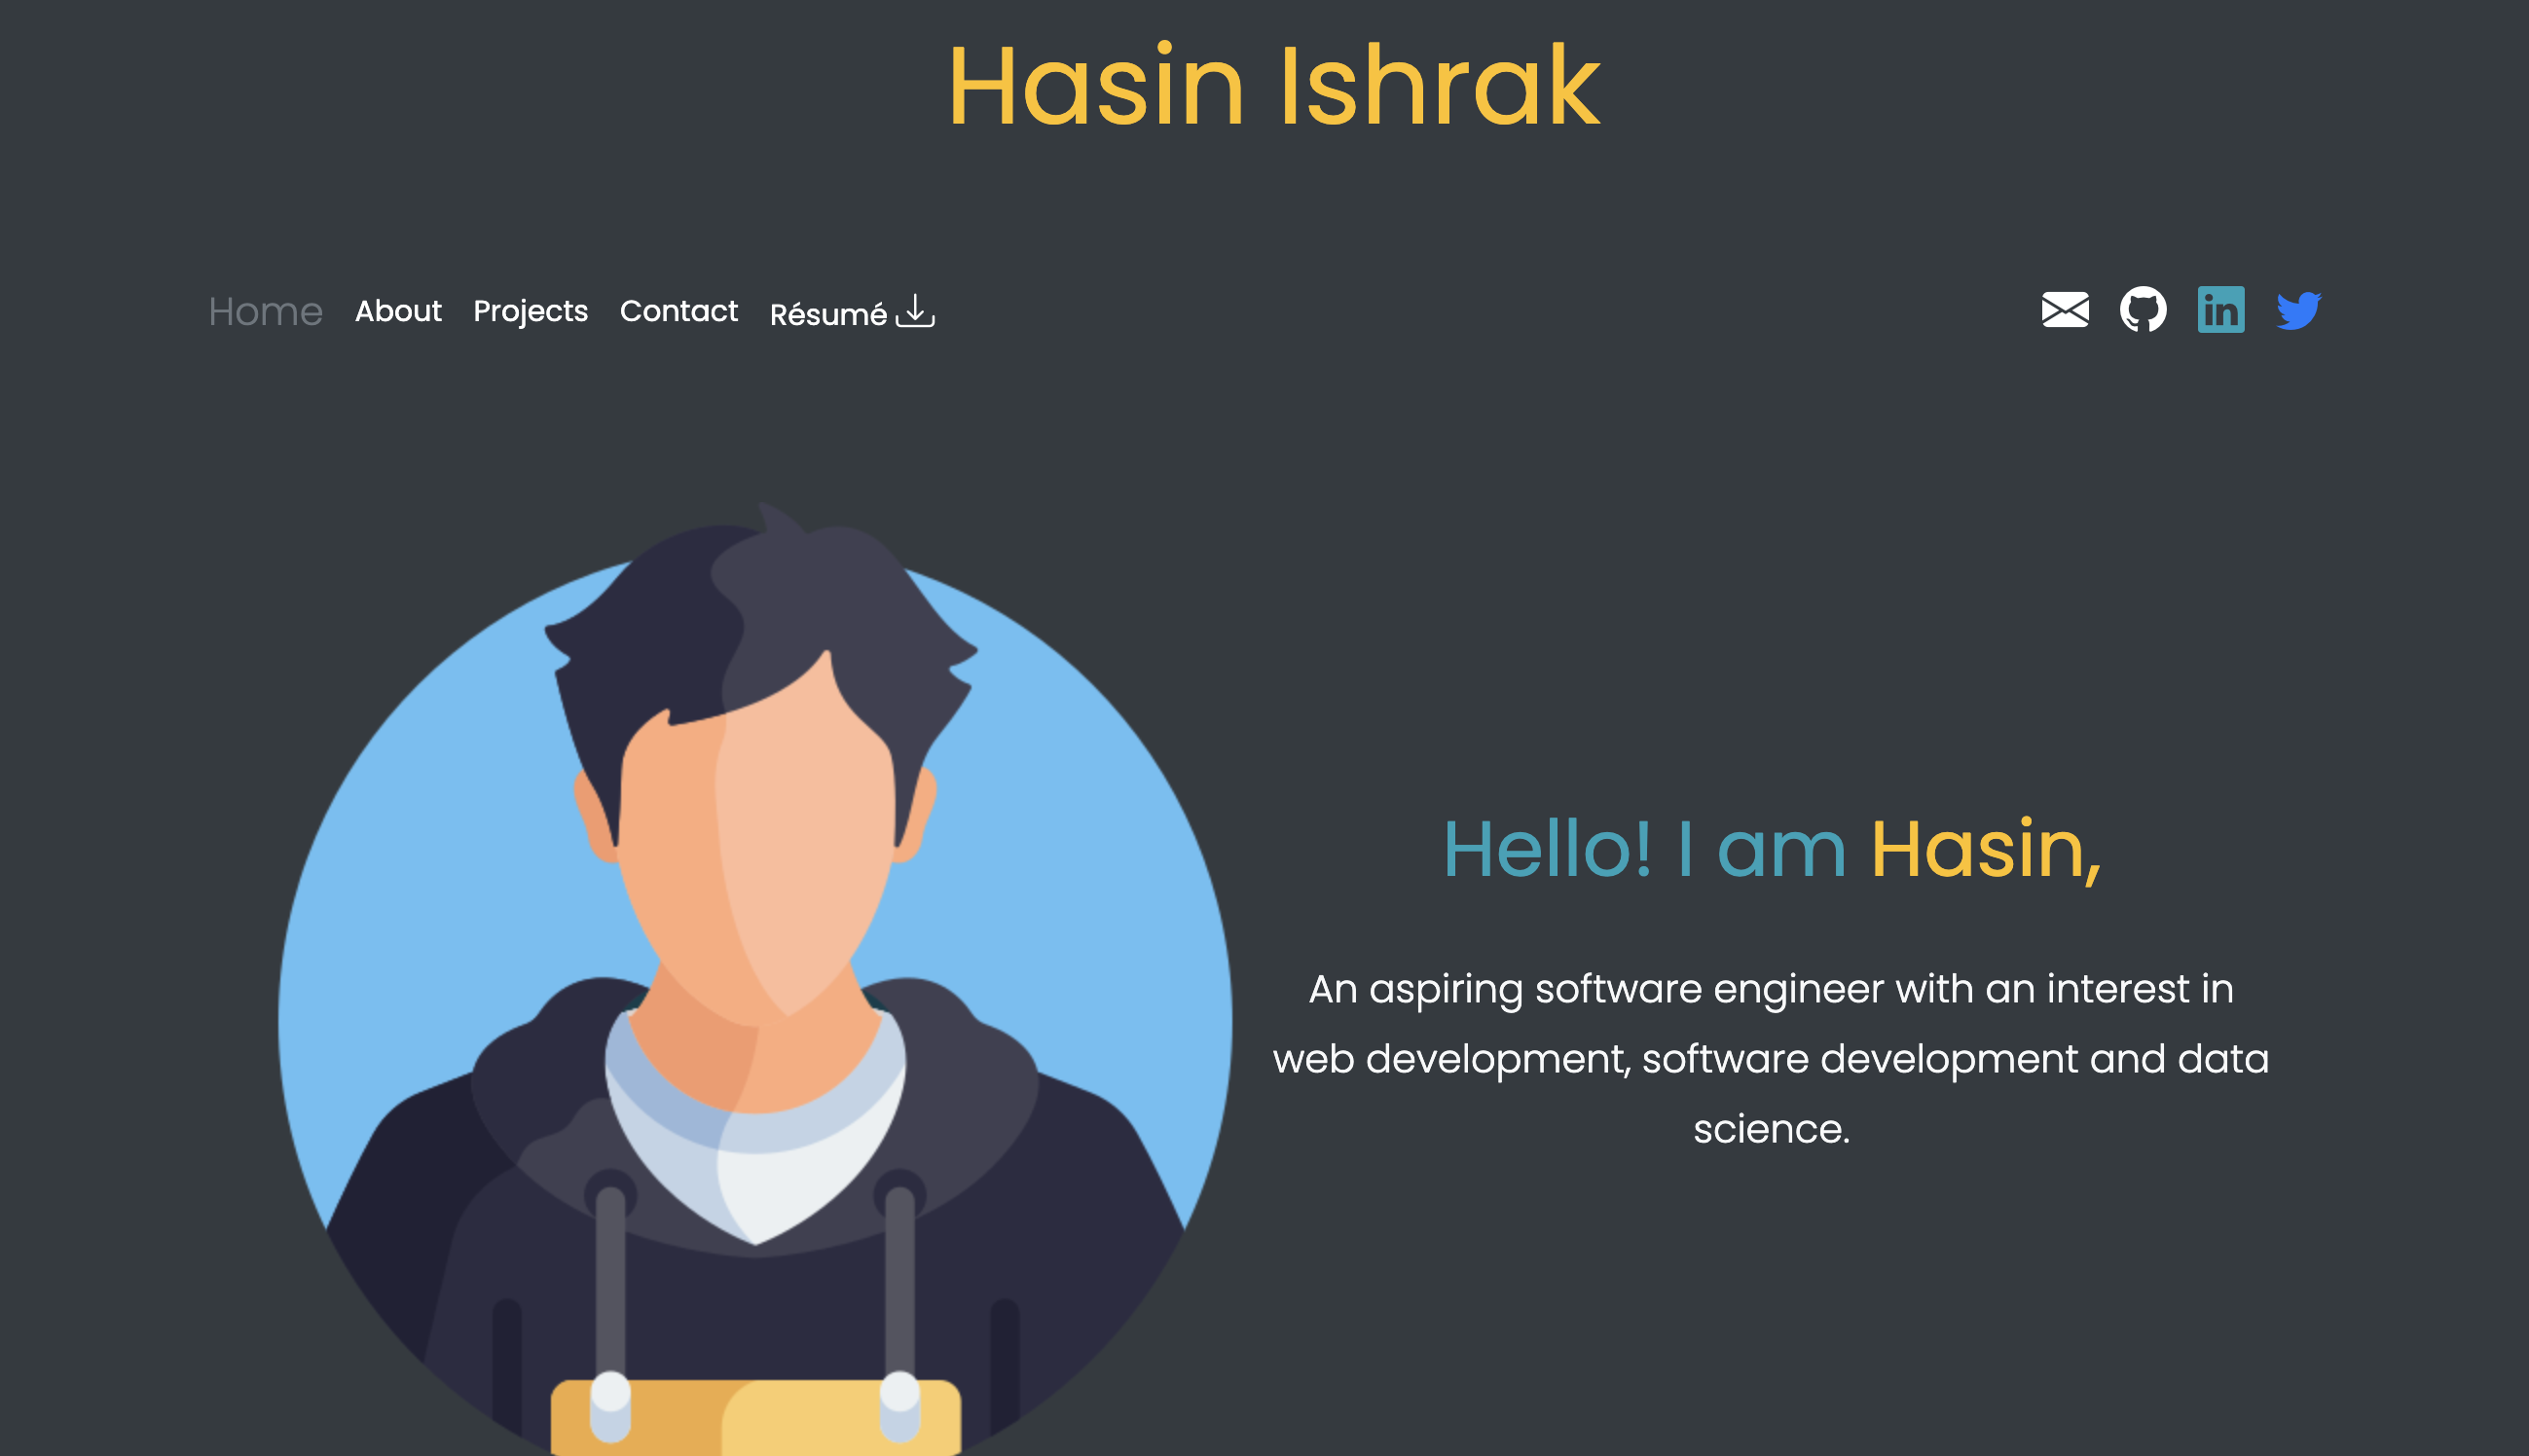 Hasin Ishrak
Home About Projects Contact Résumé
in
Hello! I am Hasin,
An aspiring software engineer with an interest in
web development, software development and data
science.